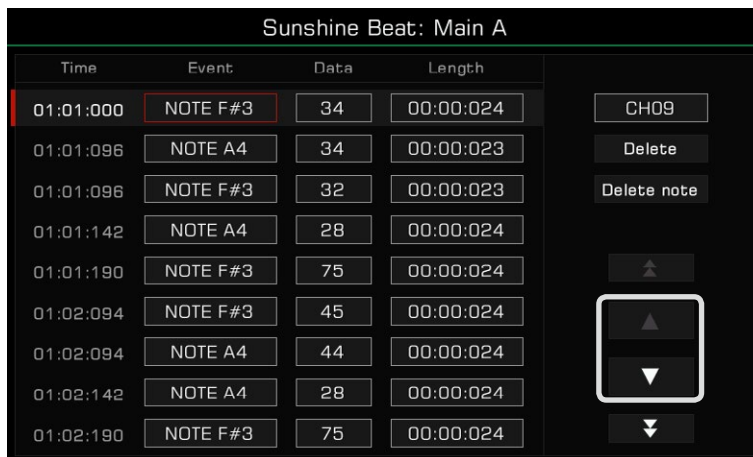 Sunshine Beat: Main A
Time Event Data Length
01:01:000 NOTE F#3 34 00:00:024 CH09
01:01:096 NOTE A4 34 00:00:023 Delete
01:01:096 NOTE F#3 32 00:00:023 Delete note
01:01:142 NOTE A4 28 00:00:024
01:01:190 NOTE F#3 75 00:00:024
01:02:094 NOTE F#3 45 00:00:024
01:02:094 NOTE A4 44 00:00:024
01:02:142 NOTE A4 28 00:00:024
01:02:190 NOTE F#3 75 00:00:024